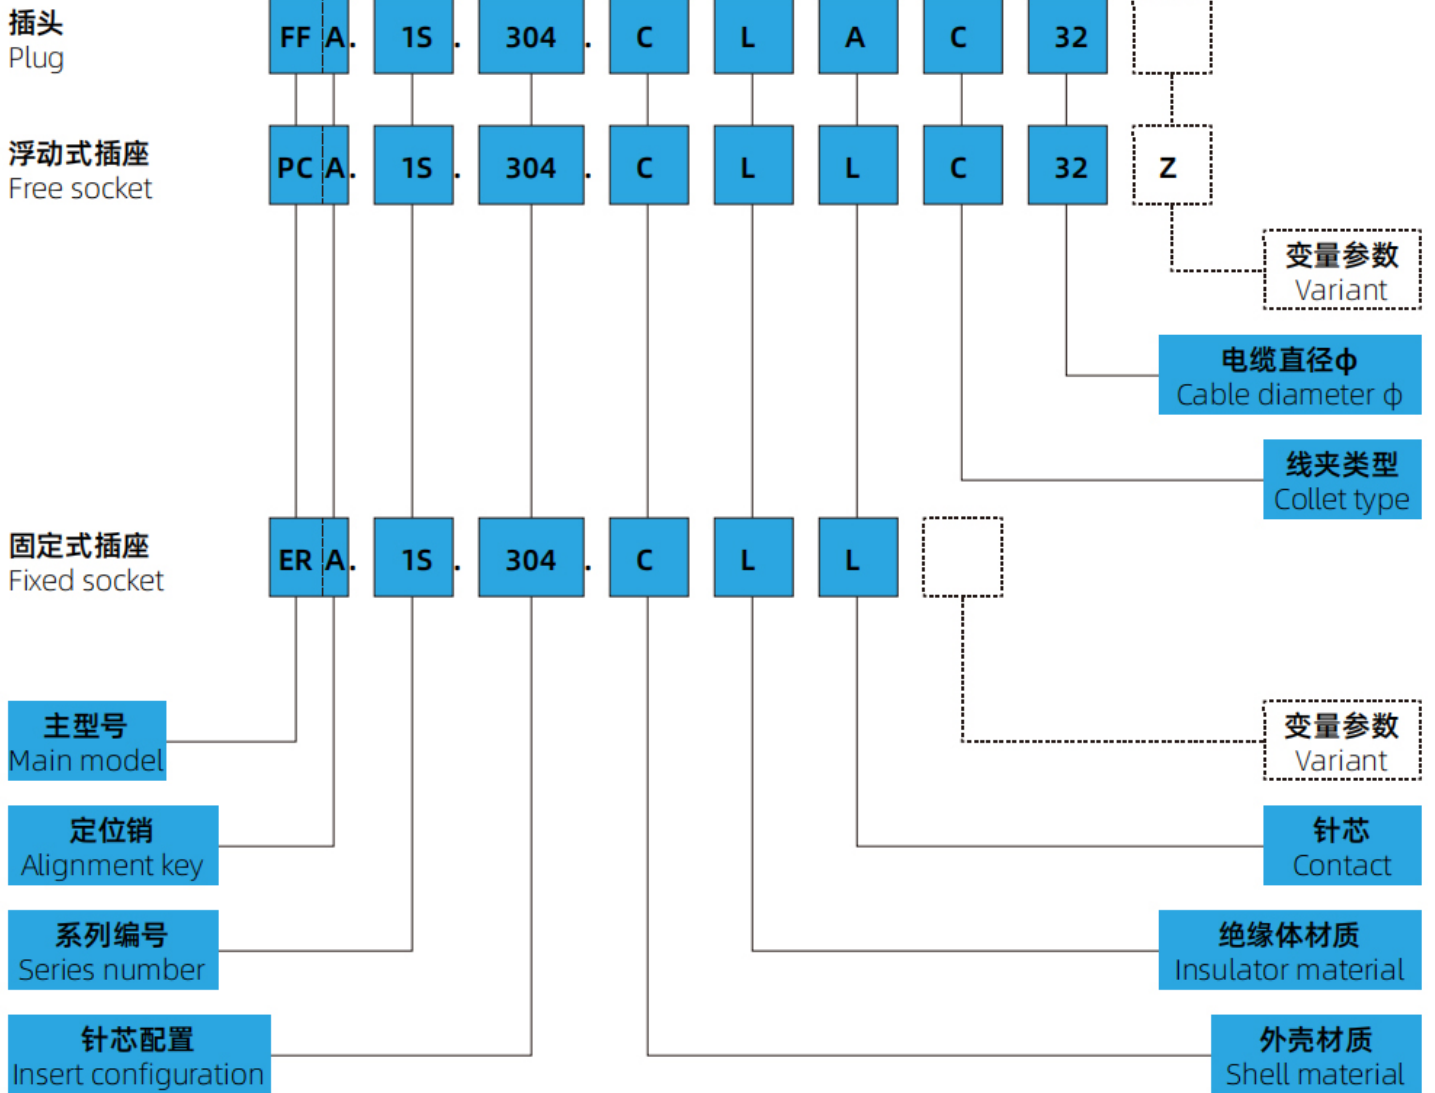 插头
Plug
FF A. 1S. 304. C L A C 32
浮动式插座
Free socket
PC A. 1S. 304. C L L C 32 Z
变量参数
Variant
电缆直径ф
Cable diameter ф
线夹类型
Collet type
固定式插座
Fixed socket
ER A. 1S. 304. C L L
主型号
Main model
变量参数
Variant
定位销
Alignment key
针芯
Contact
系列编号
Series number
绝缘体材质
Insulator material
针芯配置
Insert configuration
外壳材质
Shell material